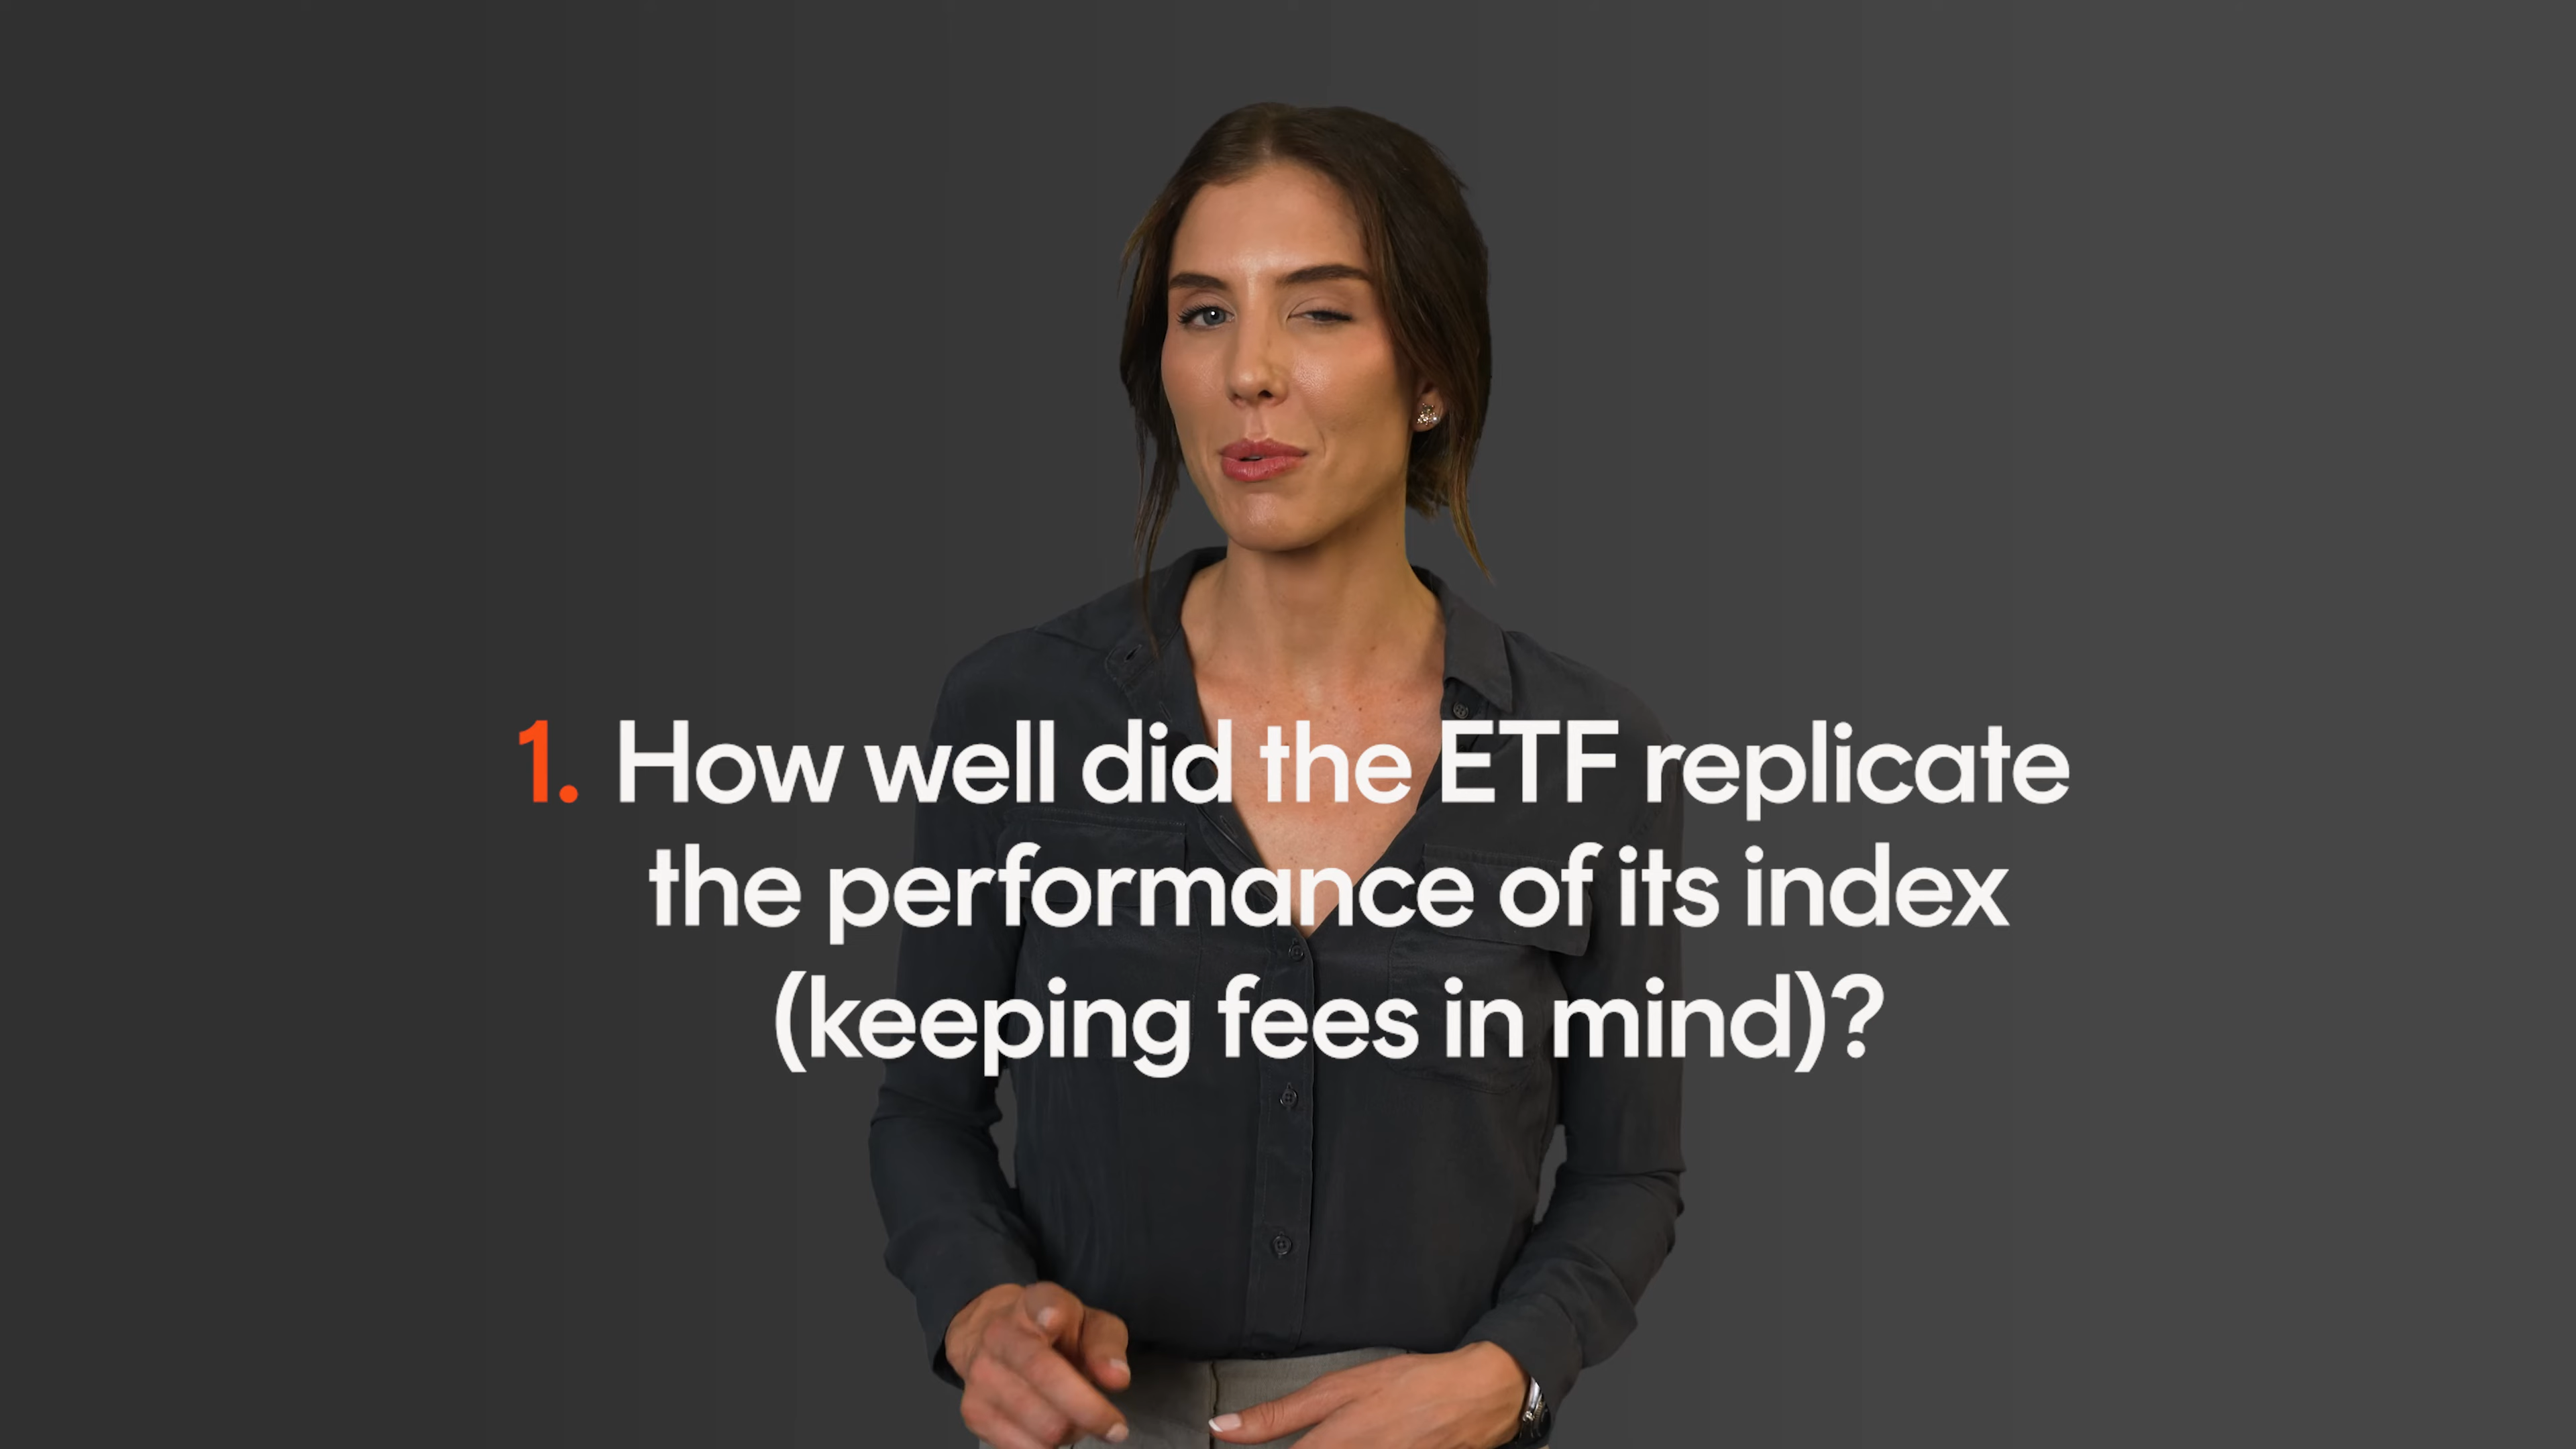 1. How well did the ETF replicate
the performance of its index
(keeping fees in mind)?